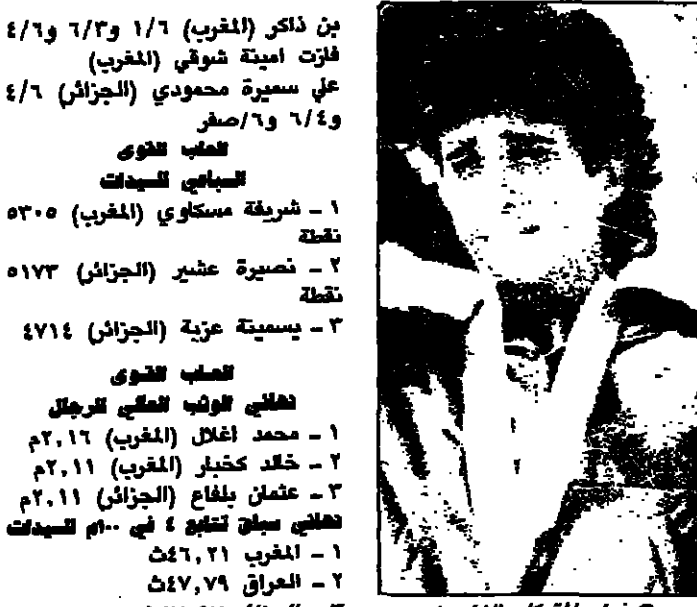 بن ذاكر (المغرب) ١/٦ و٦/٣ و٤/٦
فازت امينة شوقي (المغرب)
على سميرة محمودي (الجزائر) ٤/٦
و٦/٤ و٦/صفر
العاب القوى
السباعي للسيدات
١ ـ شريفة مسكاوي (المغرب) ٥٣٠٥
نقطة
٢ ـ نصيرة عشير (الجزائر) ٥١٧٣
نقطة
٣ ـ يسمينة عزبة (الجزائر) ٤٧١٤
العاب القوى
نهائي الوثب العالي للرجال
١ ـ محمد اغلال (المغرب) ٢,١٦م
٢ ـ خالد كخبار (المغرب) ٢,١١م
٣ ـ عثمان بلفاع (الجزائر) ٢,١١م
نهائي سباق تتابع ٤ في ١٠٠م للسيدات
١ ـ المغرب ٤٦,٢١ث
٢ ـ العراق ٤٧,٧٩ث